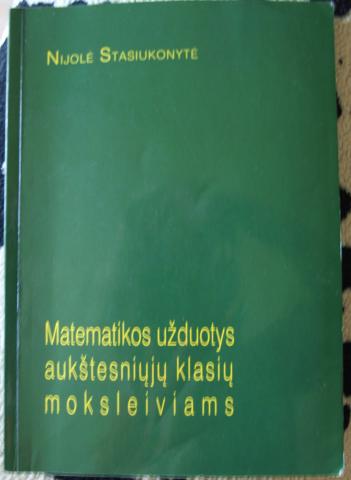 Nijolė Stasiukonytė
Matematikos užduotys
aukštesniųjų klasių
moksleiviams